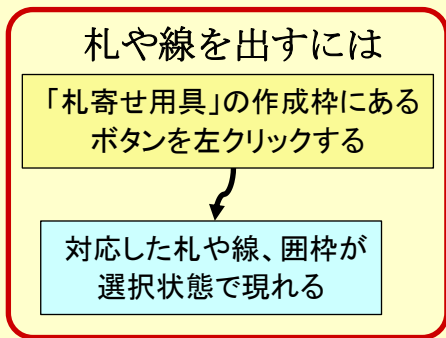 札や線を出すには
「札寄せ用具」の作成枠にある
ボタンを左クリックする
対応した札や線、囲枠が
選択状態で現れる